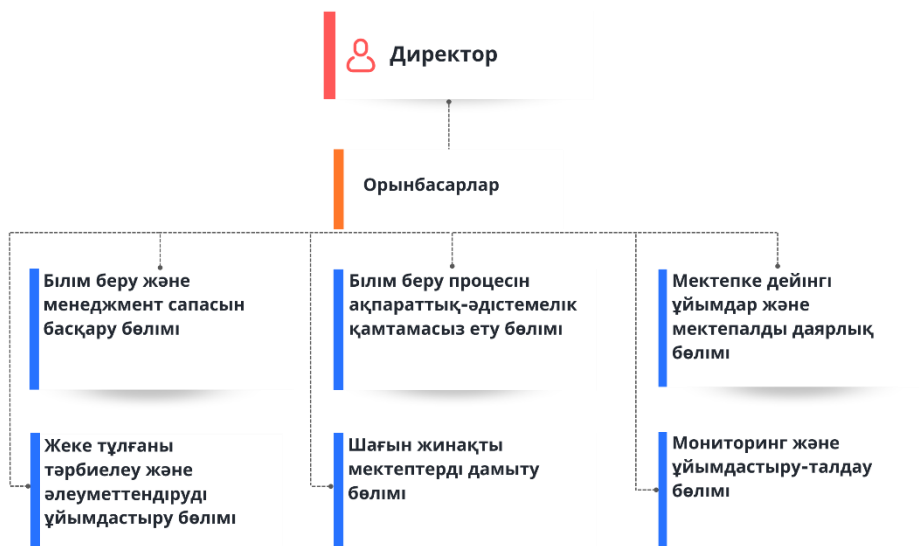 Директор
Орынбасарлар
Білім беру және
менеджмент сапасын
басқару бөлімі
Білім беру процесін
ақпараттық-әдістемелік
қамтамасыз ету бөлімі
Мектепке дейінгі
ұйымдар және
мектепалды даярлық
бөлімі
Жеке тұлғаны
тәрбиелеу және
әлеуметтендіруді
ұйымдастыру бөлімі
Шағын жинақты
мектептерді дамыту
бөлімі
Мониторинг және
ұйымдастыру-талдау
бөлімі